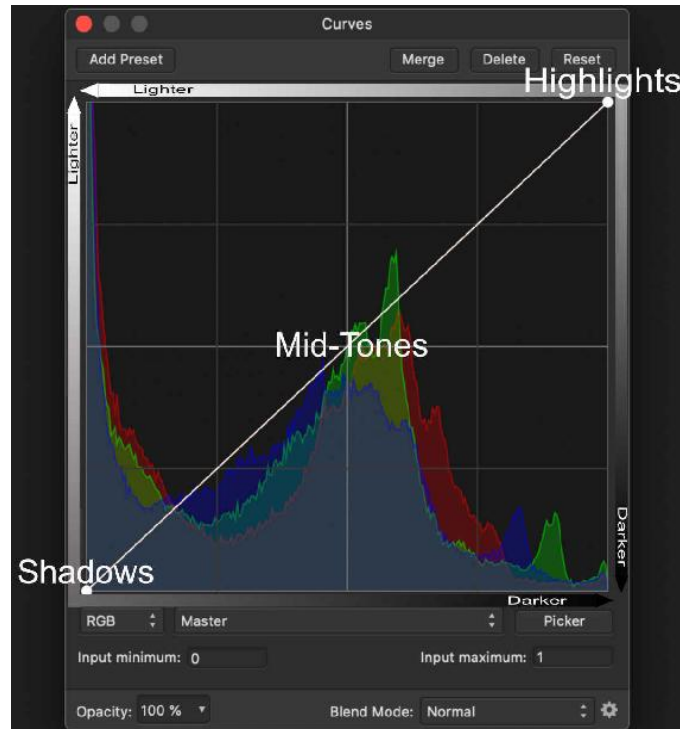 Curves
Add Preset Merge Delete Reset
Lighter Highlights
Lighter
Mid-Tones
Darker
Shadows
Darker
RGB Master Picker
Input minimum: 0 Input maximum: 1
Opacity: 100 % Blend Mode: Normal